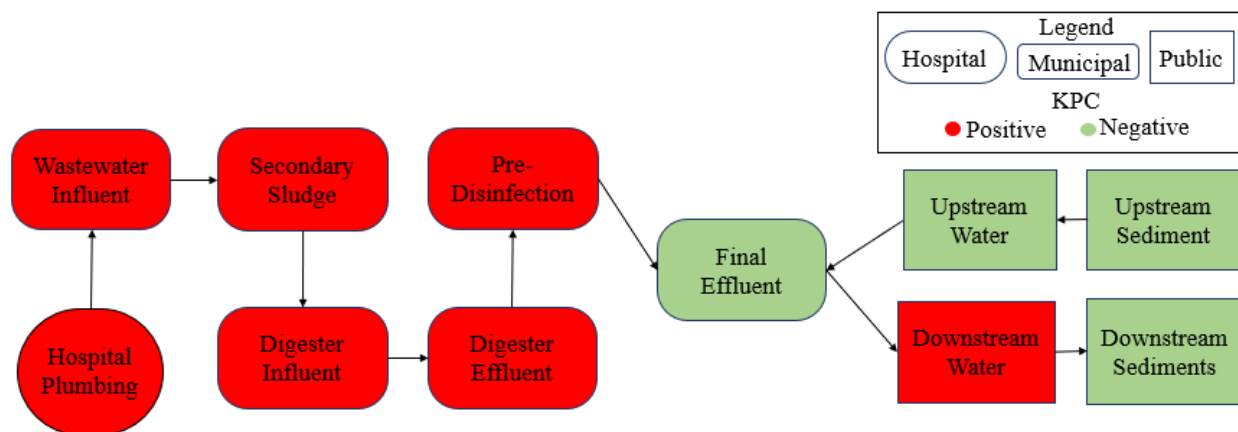 Legend
Hospital
Municipal
Public
KPC
Positive
Negative
Wastewater
Influent
Secondary
Sludge
Pre-
Disinfection
Upstream
Water
Upstream
Sediment
Final
Effluent
Hospital
Plumbing
Digester
Influent
Digester
Effluent
Downstream
Water
Downstream
Sediments